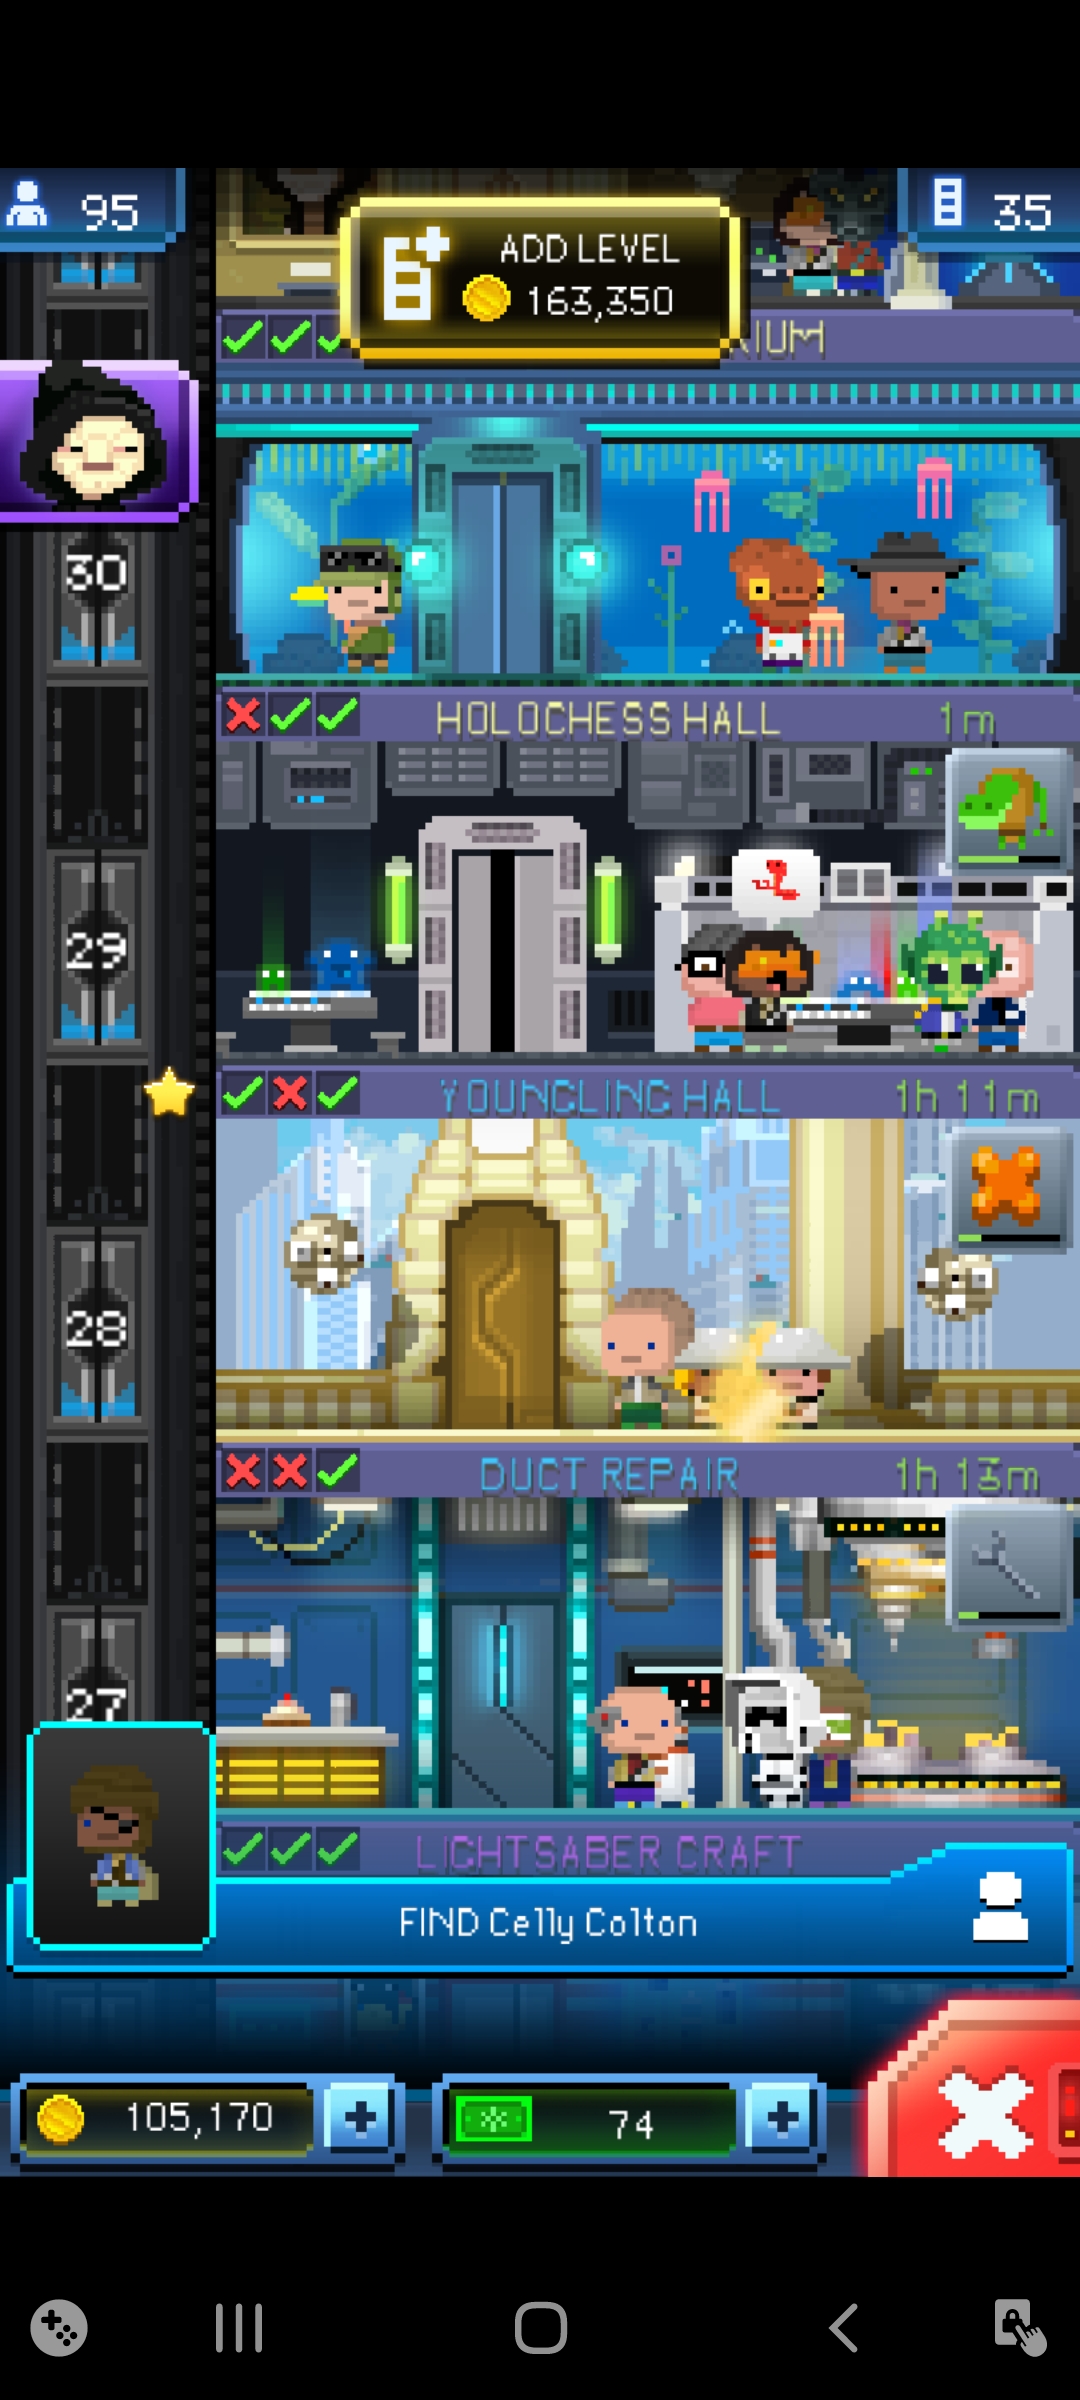 95
ADD LEVEL
163,350
35
30
HOLOCHESS HALL 1m
29
YOUNGLING HALL 1h 11m
28
DUCT REPAIR 1h 13m
27
LIGHTSABER CRAFT
FIND Celly Colton
105,170
74